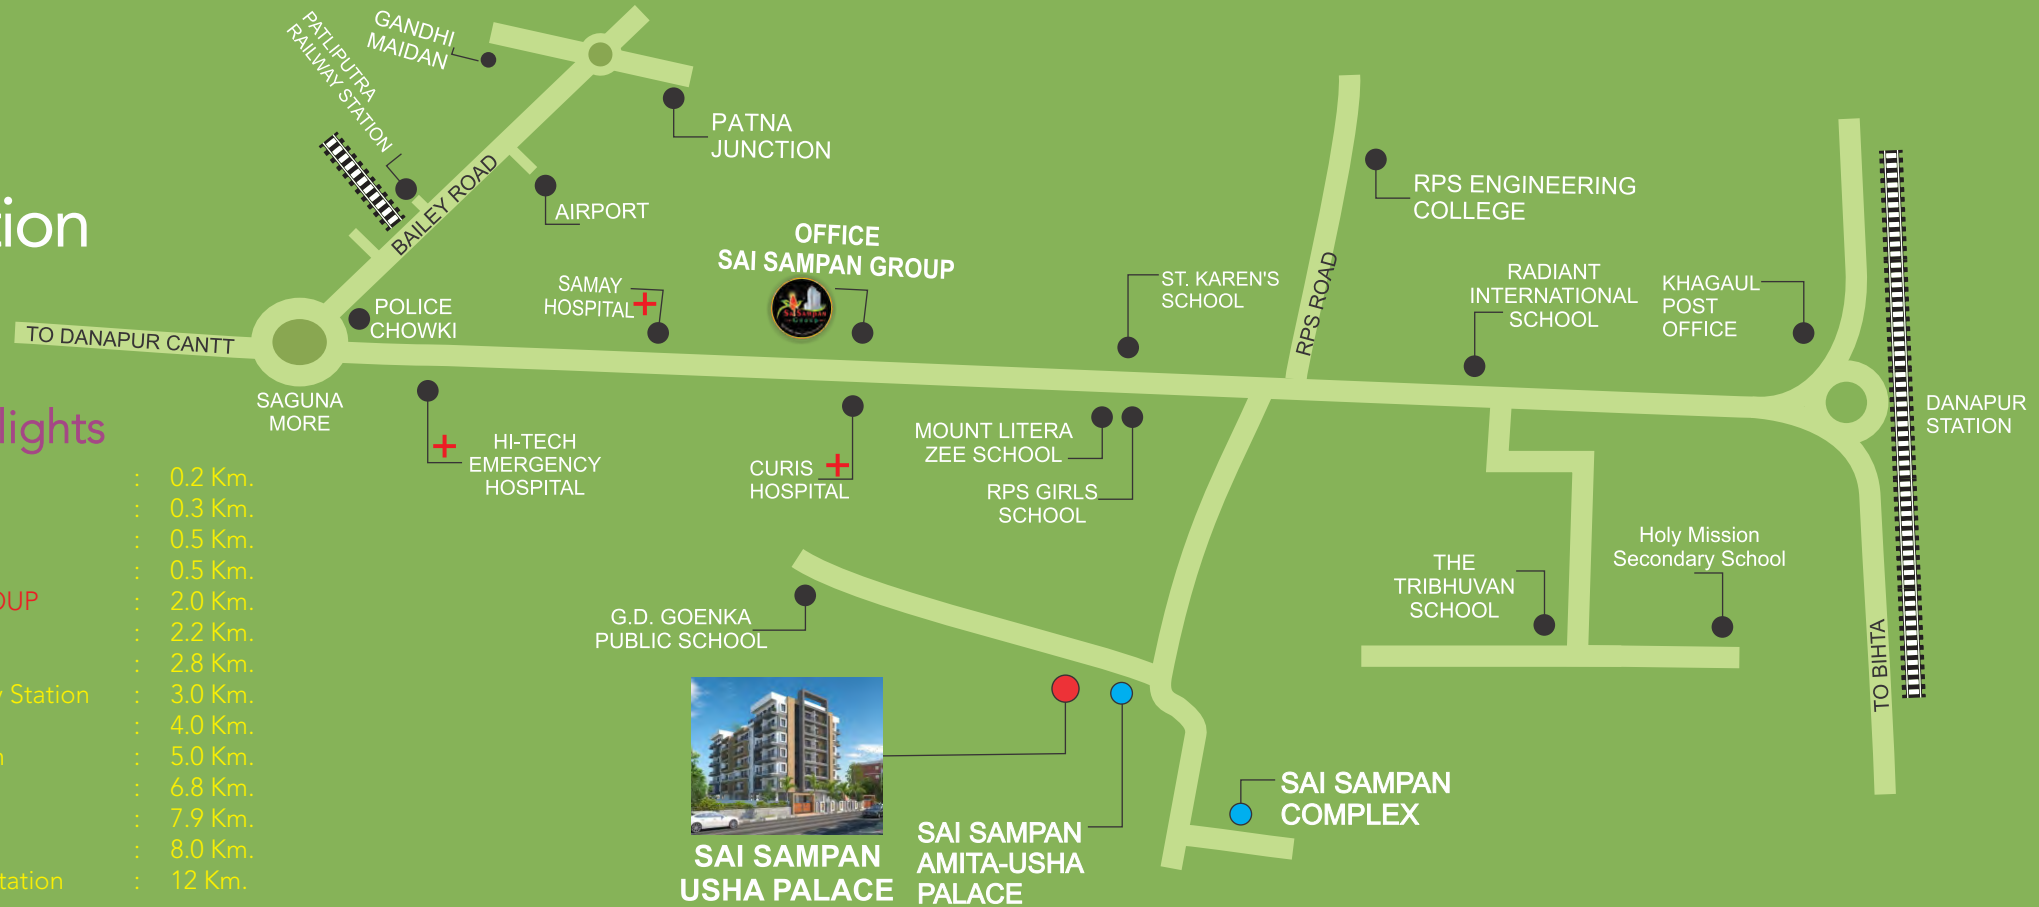 GANDHI
MAIDAN
PATLIPUTRA
RAILWAY STATION
PATNA
JUNCTION
BAILEY ROAD
AIRPORT
OFFICE
SAI SAMPAN GROUP
Sai Sampan
Group
SAMAY
HOSPITAL
POLICE
CHOWKI
TO DANAPUR CANTT
SAGUNA
MORE
HI-TECH
EMERGENCY
HOSPITAL
CURIS
HOSPITAL
ST. KAREN'S
SCHOOL
MOUNT LITERA
ZEE SCHOOL
RPS GIRLS
SCHOOL
RPS ROAD
RPS ENGINEERING
COLLEGE
RADIANT
INTERNATIONAL
SCHOOL
KHAGAUL
POST
OFFICE
DANAPUR
STATION
TO BIHTA
THE
TRIBHUVAN
SCHOOL
Holy Mission
Secondary School
G.D. GOENKA
PUBLIC SCHOOL
SAI SAMPAN
USHA PALACE
SAI SAMPAN
AMITA-USHA
PALACE
SAI SAMPAN
COMPLEX
tion
lights
: 0.2 Km.
: 0.3 Km.
: 0.5 Km.
: 0.5 Km.
OUP : 2.0 Km.
: 2.2 Km.
: 2.8 Km.
y Station : 3.0 Km.
: 4.0 Km.
n : 5.0 Km.
: 6.8 Km.
: 7.9 Km.
: 8.0 Km.
tation : 12 Km.